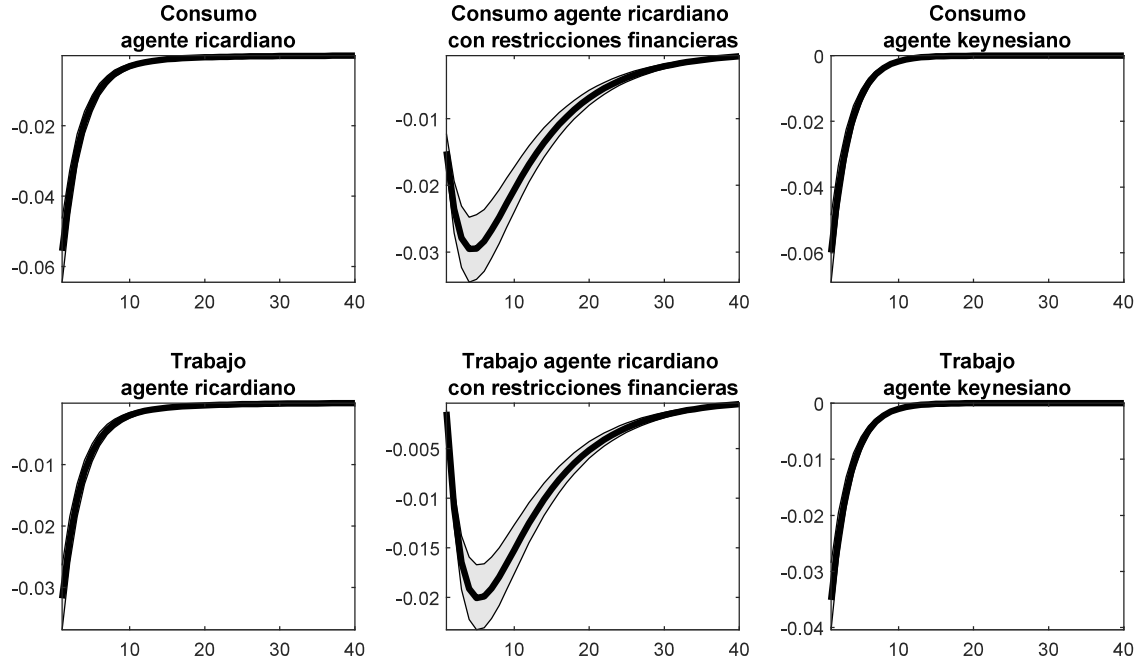 Consumo
agente ricardiano
-0.02
-0.04
-0.06
10 20 30 40
Consumo agente ricardiano
con restricciones financieras
-0.01
-0.02
-0.03
10 20 30 40
Consumo
agente keynesiano
0
-0.02
-0.04
-0.06
10 20 30 40
Trabajo
agente ricardiano
-0.01
-0.02
-0.03
10 20 30 40
Trabajo agente ricardiano
con restricciones financieras
-0.005
-0.01
-0.015
-0.02
10 20 30 40
Trabajo
agente keynesiano
0
-0.01
-0.02
-0.03
-0.04
10 20 30 40